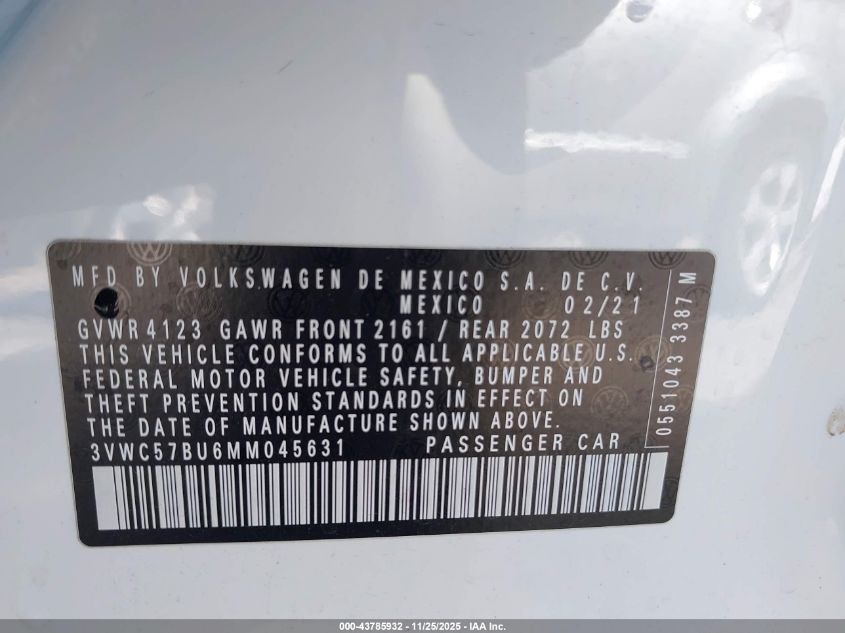 MFD BY VOLKSWAGEN DE MEXICO S.A. DE C.V.
MEXICO 02/21
GVWR 4123 GAWR FRONT 2161 / REAR 2072 LBS
THIS VEHICLE CONFORMS TO ALL APPLICABLE U.S.
FEDERAL MOTOR VEHICLE SAFETY, BUMPER AND
THEFT PREVENTION STANDARDS IN EFFECT ON
THE DATE OF MANUFACTURE SHOWN ABOVE.
3VWC57BU6MM045631 PASSENGER CAR
0551043 3387 M
000-43785932 - 11/25/2025 - IAA Inc.